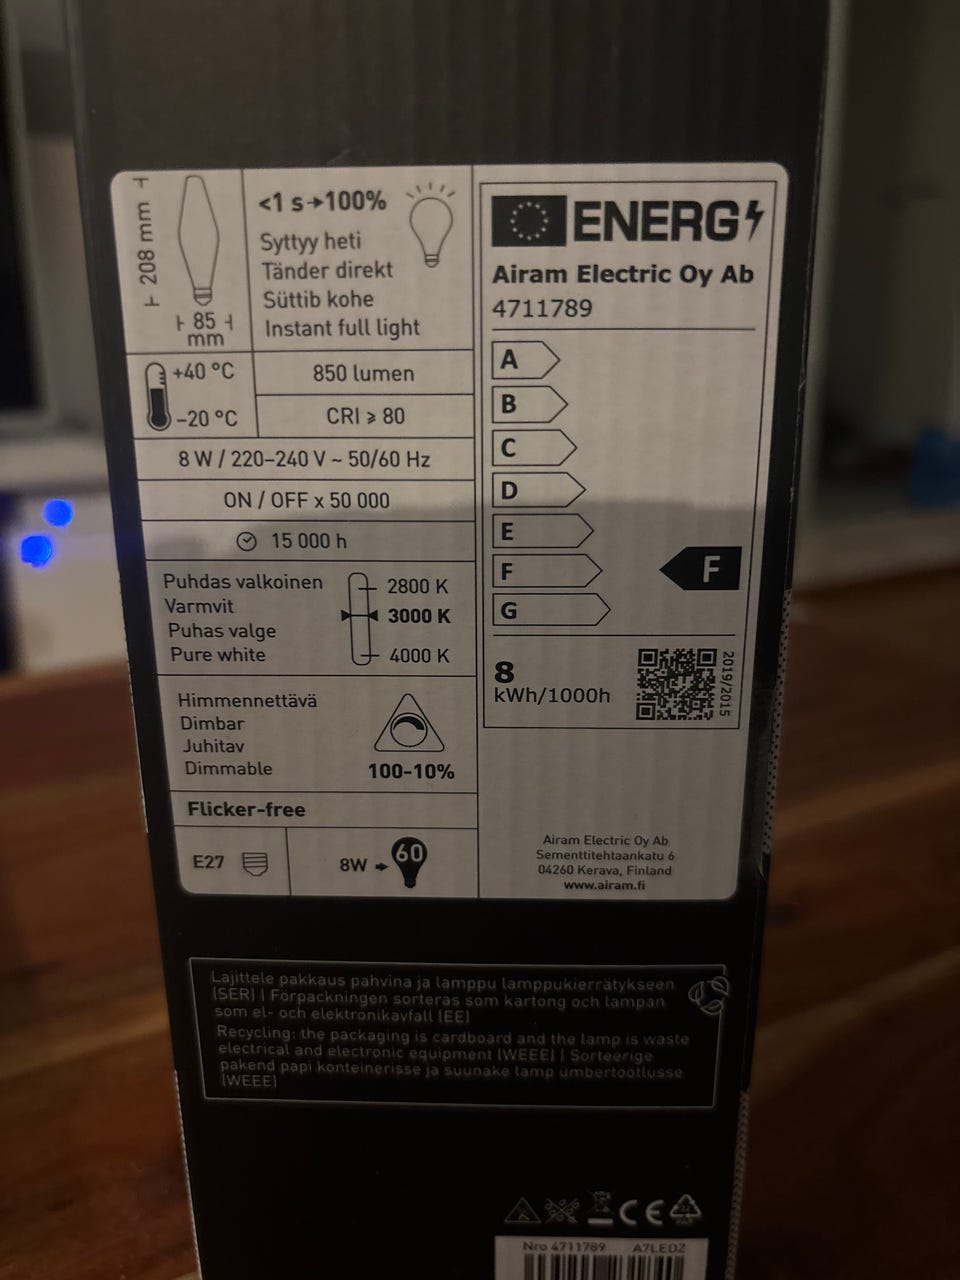 208 mm
85
mm
<1 s→100%
Syttyy heti
Tänder direkt
Süttib kohe
Instant full light
+40 °C
−20 °C
850 lumen
CRI ≥ 80
8 W / 220–240 V ~ 50/60 Hz
ON / OFF x 50 000
15 000 h
Puhdas valkoinen
Varmvit
Puhas valge
Pure white
2800 K
3000 K
4000 K
Himmennettävä
Dimbar
Juhitav
Dimmable
100-10%
Flicker-free
E27
8W → 60
ENERG
Airam Electric Oy Ab
4711789
A
B
C
D
E
F
G
F
8
kWh/1000h
2019/2015
Airam Electric Oy Ab
Sementtitehtaankatu 6
04260 Kerava, Finland
www.airam.fi
Lajittele pakkaus pahvina ja lamppu lamppukierrätykseen
(SER) | Förpackningen sorteras som kartong och lampan
som el- och elektronikavfall (EE)
Recycling: the packaging is cardboard and the lamp is waste
electrical and electronic equipment (WEEE) | Sorteerige
pakend papi konteinerisse ja suunake lamp ümbertöötlusse
(WEEE)
CE
Nro 4711789 A7LEDZ